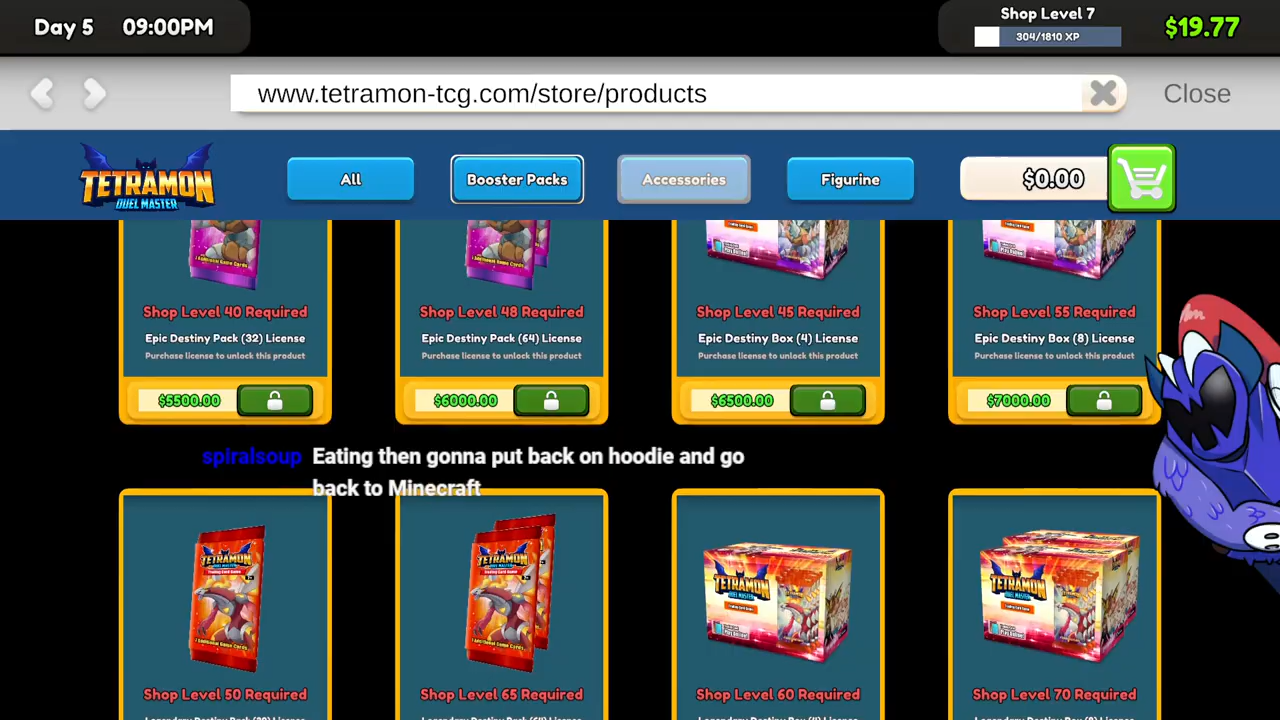 Day 5 09:00PM
Shop Level 7
304/1810 XP
$19.77
www.tetramon-tcg.com/store/products
Close
TETRAMON
DUEL MASTER
All
Booster Packs
Accessories
Figurine
$0.00
Shop Level 40 Required
Epic Destiny Pack (32) License
Purchase license to unlock this product
$5500.00
Shop Level 48 Required
Epic Destiny Pack (64) License
Purchase license to unlock this product
$6000.00
Shop Level 45 Required
Epic Destiny Box (4) License
Purchase license to unlock this product
$6500.00
Shop Level 55 Required
Epic Destiny Box (8) License
Purchase license to unlock this product
$7000.00
spiralsoup Eating then gonna put back on hoodie and go
back to Minecraft
TETRAMON
TETRAMON
TETRAMON
TETRAMON
Shop Level 50 Required
Shop Level 65 Required
Shop Level 60 Required
Shop Level 70 Required